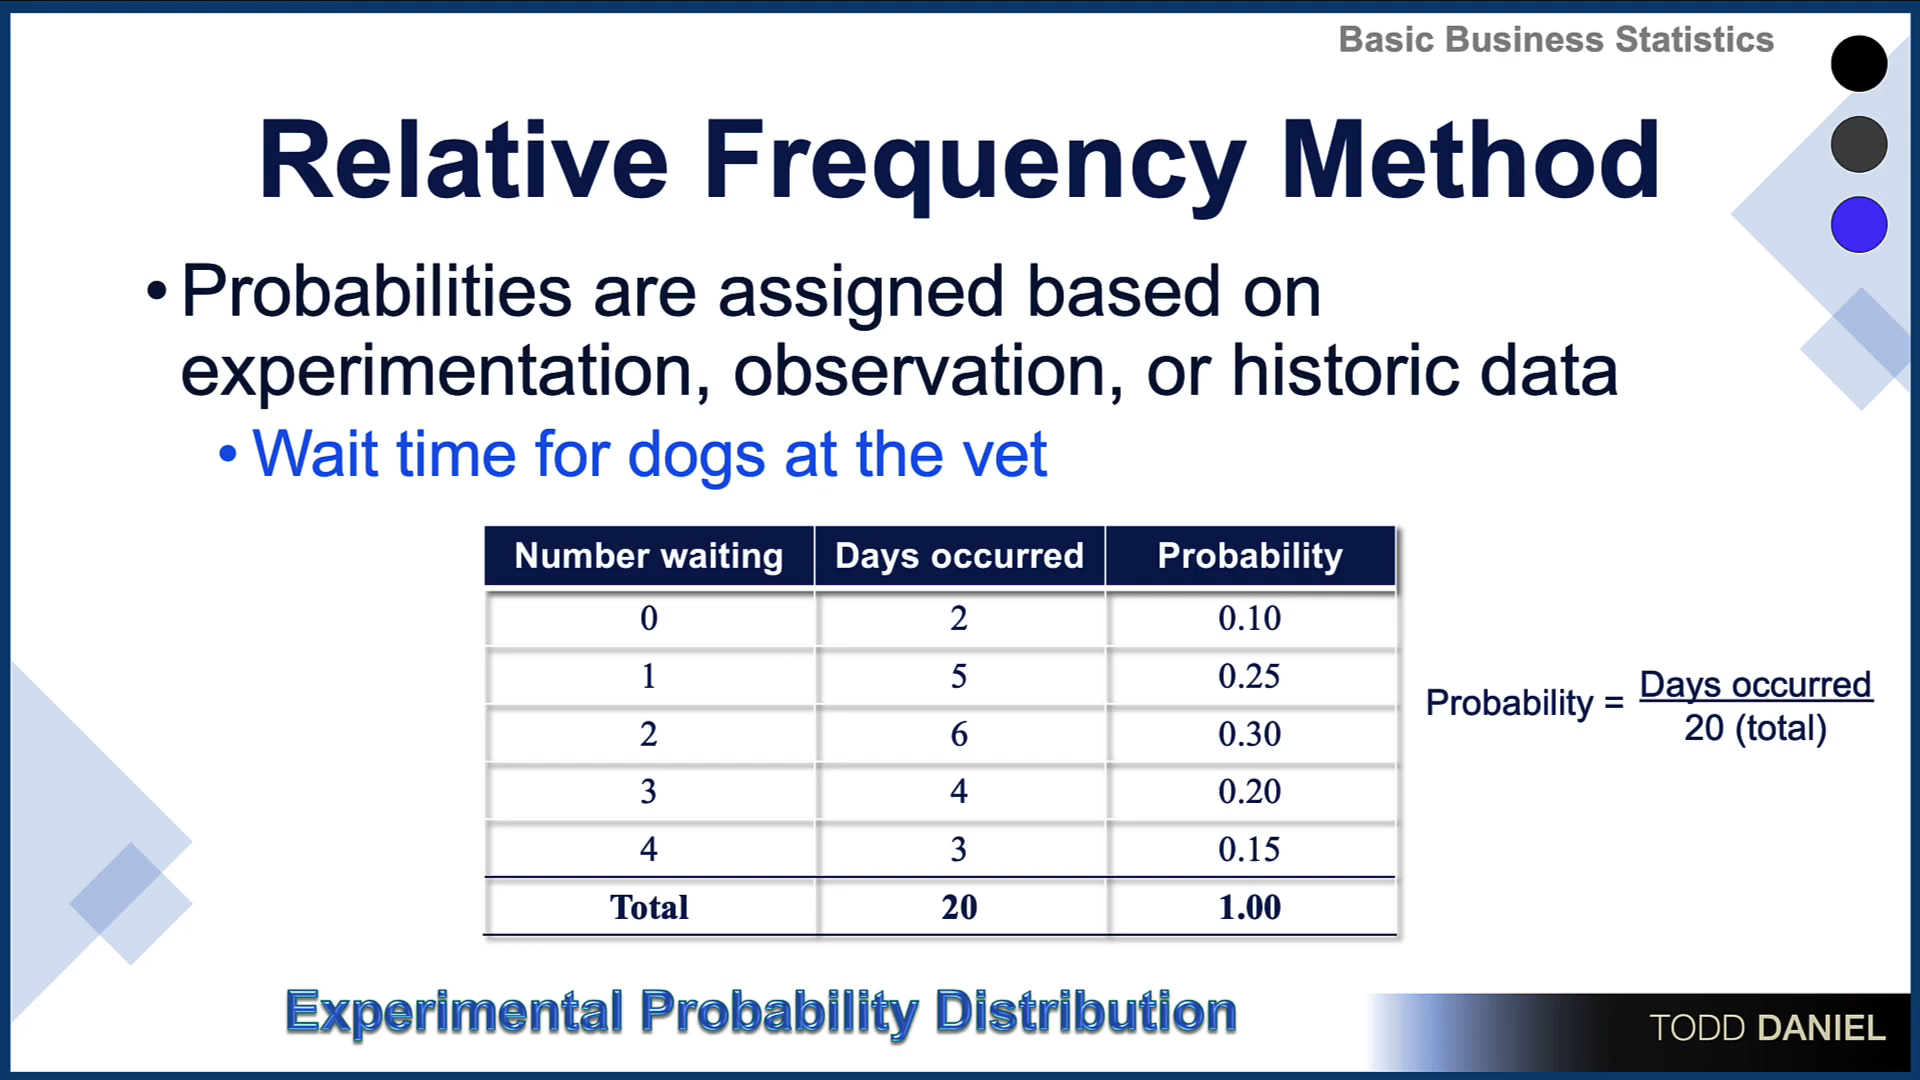 Basic Business Statistics
Relative Frequency Method
• Probabilities are assigned based on
experimentation, observation, or historic data
• Wait time for dogs at the vet
Number waiting Days occurred Probability
0 2 0.10
1 5 0.25
2 6 0.30
3 4 0.20
4 3 0.15
Total 20 1.00
Probability = Days occurred
20 (total)
Experimental Probability Distribution
TODD DANIEL